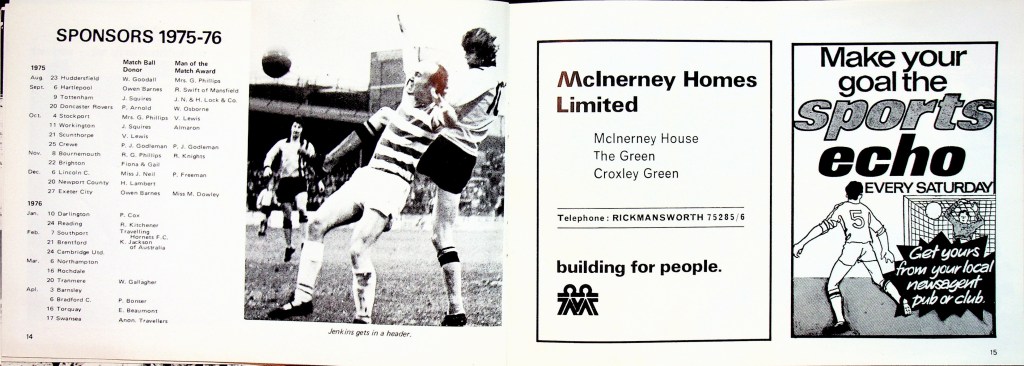 SPONSORS 1975-76
Match Ball Donor Man of the Match Award
1975
Aug. 23 Huddersfield W. Goodall Mrs. G. Phillips
Sept. 6 Hartlepool Owen Barnes R. Swift of Mansfield
9 Tottenham J. Squires J. N. & H. Lock & Co.
20 Doncaster Rovers P. Arnold W. Osborne
Oct. 4 Stockport Mrs. G. Phillips V. Lewis
11 Workington J. Squires Almaron
21 Scunthorpe V. Lewis
25 Crewe P. J. Godleman P. J. Godleman
Nov. 8 Bournemouth R. G. Phillips R. Knights
22 Brighton Fiona & Gail
Dec. 6 Lincoln C. Miss J. Neil P. Freeman
20 Newport County H. Lambert
27 Exeter City Owen Barnes Miss M. Dowley
1976
Jan. 10 Darlington P. Cox
24 Reading R. Kitchener
Feb. 7 Southport Travelling Hornets F.C.
21 Brentford K. Jackson of Australia
24 Cambridge Utd.
Mar. 6 Northampton
16 Rochdale
20 Tranmere W. Gallagher
Apl. 3 Barnsley
6 Bradford C. P. Bonser
16 Torquay E. Beaumont
17 Swansea Anon. Travellers
14
Jenkins gets in a header.
McInerney Homes
Limited
McInerney House
The Green
Croxley Green
Telephone: RICKMANSWORTH 75285/6
building for people.
Make your
goal the
sports
echo
EVERY SATURDAY
5
Get yours
from your local
newsagent
pub or club.
15